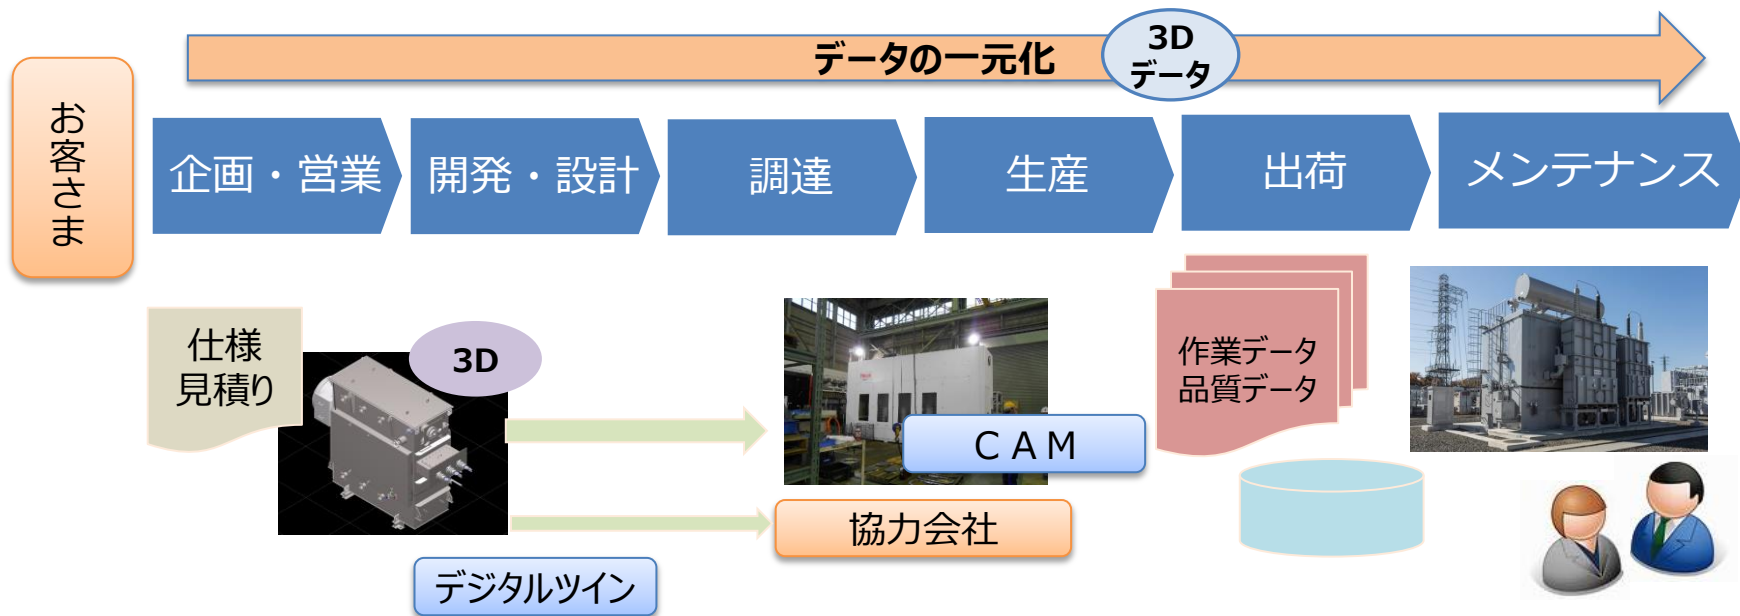 データの一元化
3D
データ
お客さま
企画・営業
開発・設計
調達
生産
出荷
メンテナンス
仕様
見積り
3D
CAM
作業データ
品質データ
協力会社
デジタルツイン